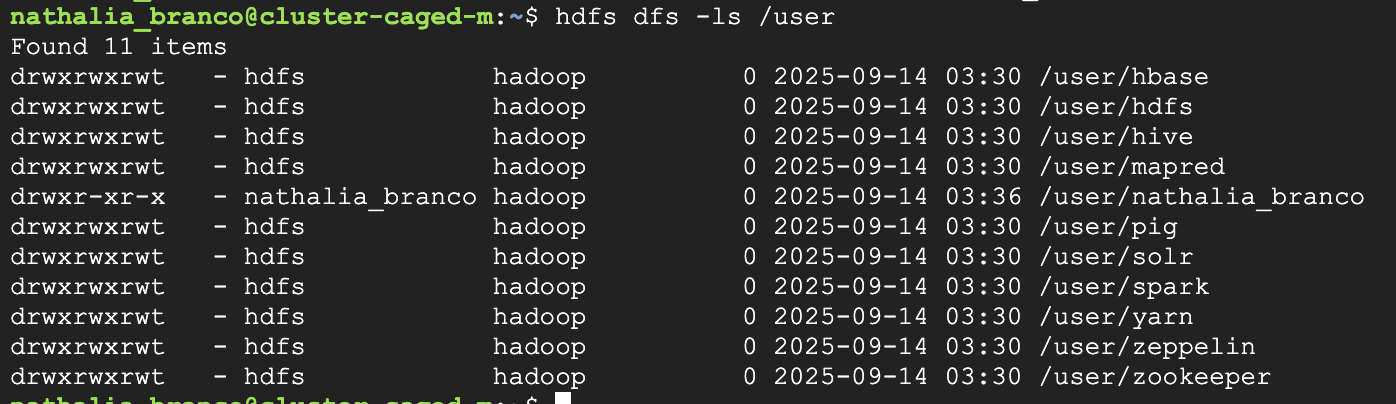 nathalia_branco@cluster-caged-m:~$ hdfs dfs -ls /user
Found 11 items
drwxrwxrwt   - hdfs            hadoop          0 2025-09-14 03:30 /user/hbase
drwxrwxrwt   - hdfs            hadoop          0 2025-09-14 03:30 /user/hdfs
drwxrwxrwt   - hdfs            hadoop          0 2025-09-14 03:30 /user/hive
drwxrwxrwt   - hdfs            hadoop          0 2025-09-14 03:30 /user/mapred
drwxr-xr-x   - nathalia_branco hadoop          0 2025-09-14 03:36 /user/nathalia_branco
drwxrwxrwt   - hdfs            hadoop          0 2025-09-14 03:30 /user/pig
drwxrwxrwt   - hdfs            hadoop          0 2025-09-14 03:30 /user/solr
drwxrwxrwt   - hdfs            hadoop          0 2025-09-14 03:30 /user/spark
drwxrwxrwt   - hdfs            hadoop          0 2025-09-14 03:30 /user/yarn
drwxrwxrwt   - hdfs            hadoop          0 2025-09-14 03:30 /user/zeppelin
drwxrwxrwt   - hdfs            hadoop          0 2025-09-14 03:30 /user/zookeeper
nathalia_branco@cluster-caged-m:~$